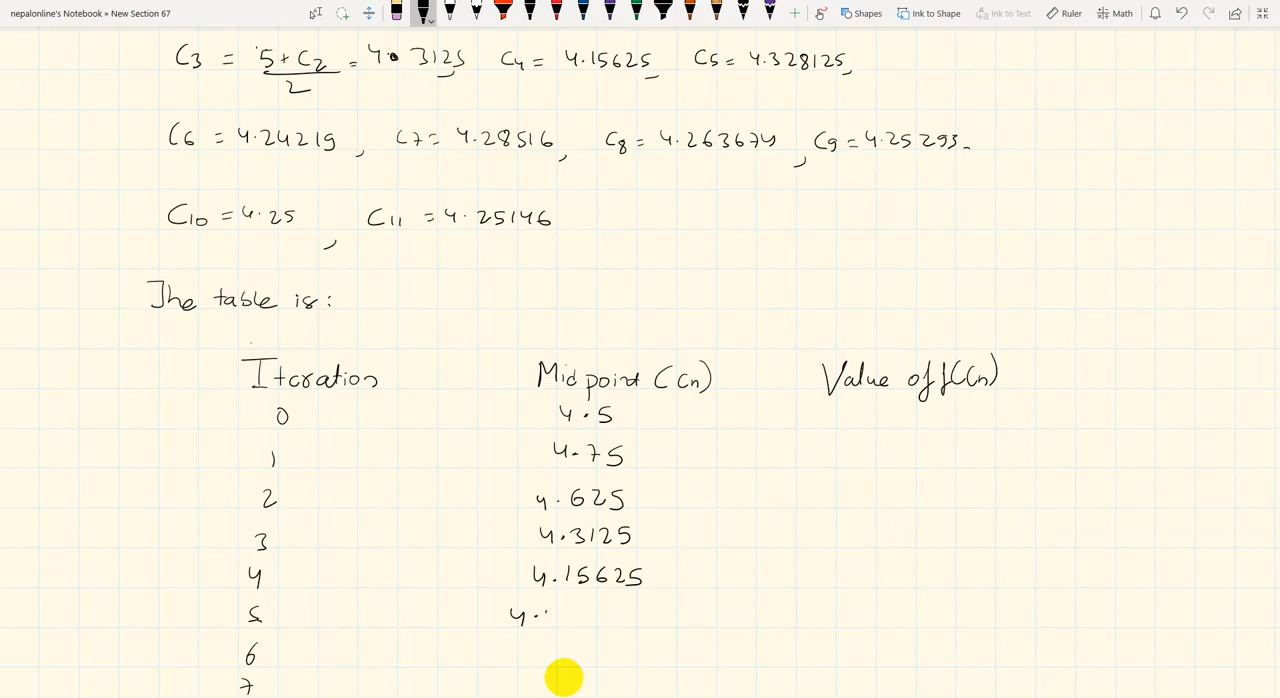 nepalonline's Notebook » New Section 67
Ink to Shape
Ink to Text
Shapes
Ruler
Math
C3 = 5 + C2 / 2 = 4.3125 C4 = 4.15625 C5 = 4.328125,
C6 = 4.24219, C7 = 4.28516, C8 = 4.263674, C9 = 4.25293
C10 = 4.25, C11 = 4.25146
The table is:
Iteration Midpoint (Cn) Value of f(Cn)
0 4.5
1 4.75
2 4.625
3 4.3125
4 4.15625
5 4.
6
7